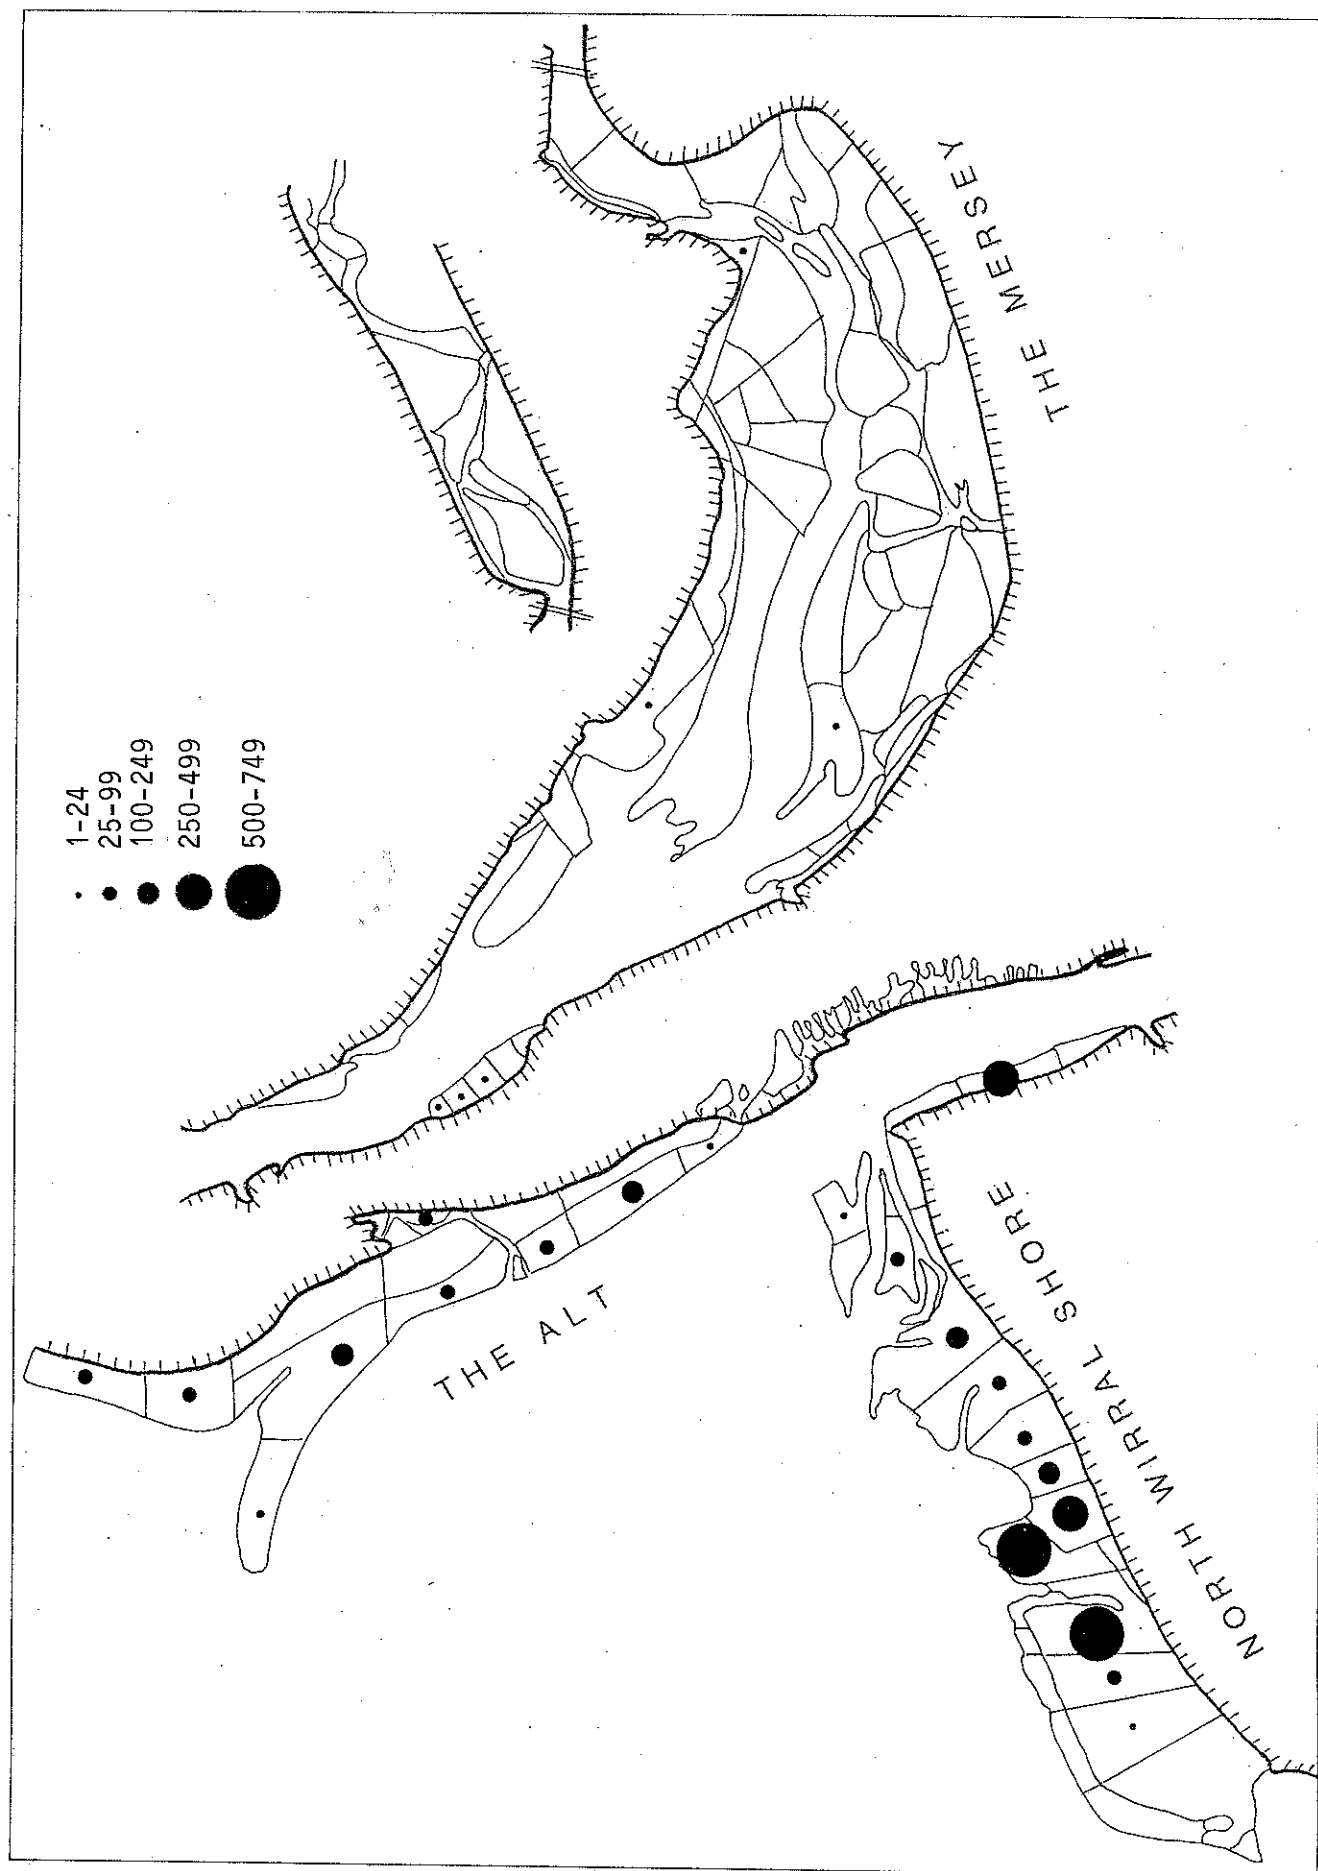 1-24
25-99
100-249
250-499
500-749
THE MERSEY
THE ALT
NORTH WIRRAL SHORE